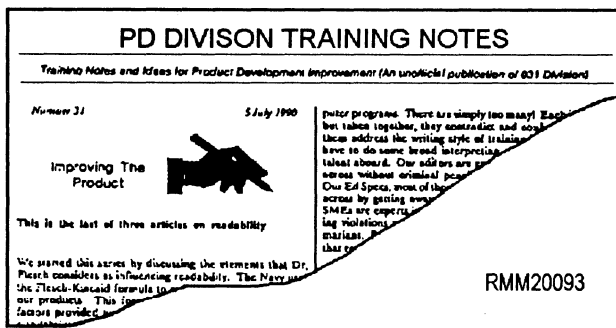 PD DIVISON TRAINING NOTES
Training Notes and Ideas for Product Development Improvement (An unofficial publication of 031 Division)
Number 31
5 July 1990
Improving The
Product
This is the last of three articles on readability
We started this series by discussing the elements that Dr.
Flesch considers as influencing readability. The Navy
the Flesch-Kincaid formula to
our products. This
factors provided
puter programs. There are simply too many! Each
but taken together, they contradict and
them address the writing style of
have to do some broad
talent aboard. Our editors are
across without criminal
Our Ed Specs, most of
across by getting
SMEs are experts
ing violations
that
RMM20093